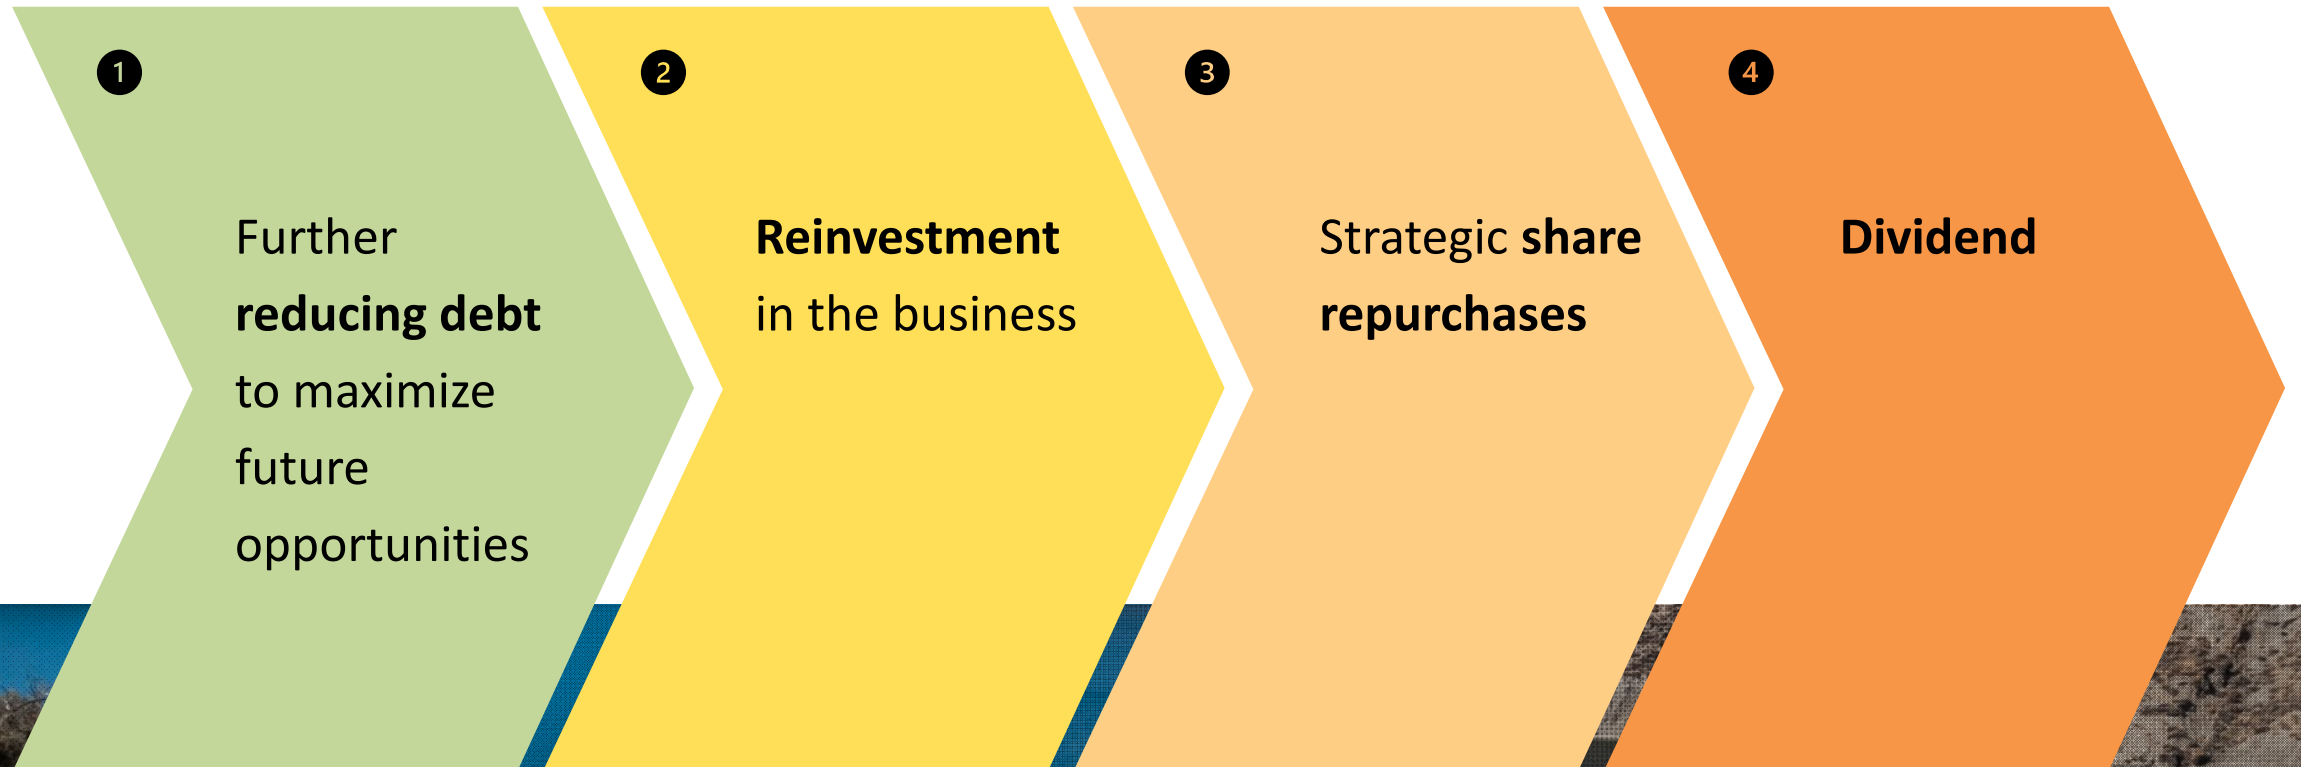 1
Further
reducing debt
to maximize
future
opportunities
2
Reinvestment
in the business
3
Strategic share
repurchases
4
Dividend